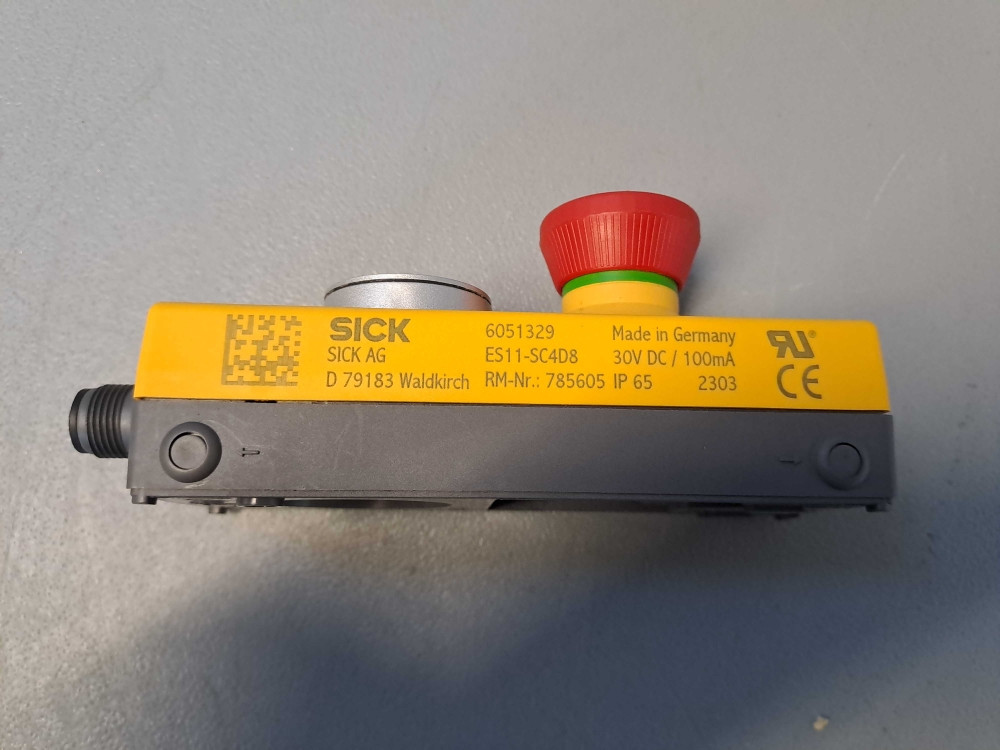 SICK
SICK AG
D 79183 Waldkirch
6051329
ES11-SC4D8
RM-Nr.: 785605
Made in Germany
30V DC / 100mA
IP 65 2303
RU®
CE